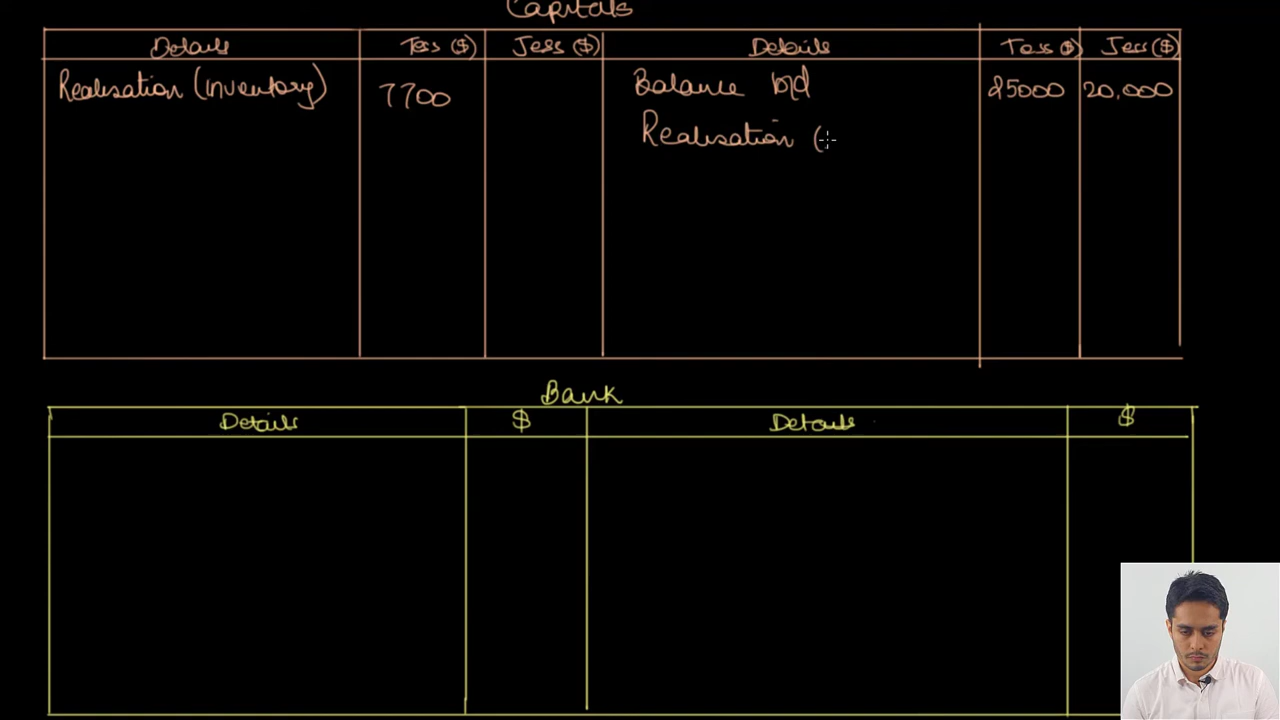 Capitals
Details Tess ($) Jess ($) Details Tess $) Jess ($)
Realisation (Inventory) 7700 Balance b/d 25000 20,000
Realisation (
Bank
Details $ Details $